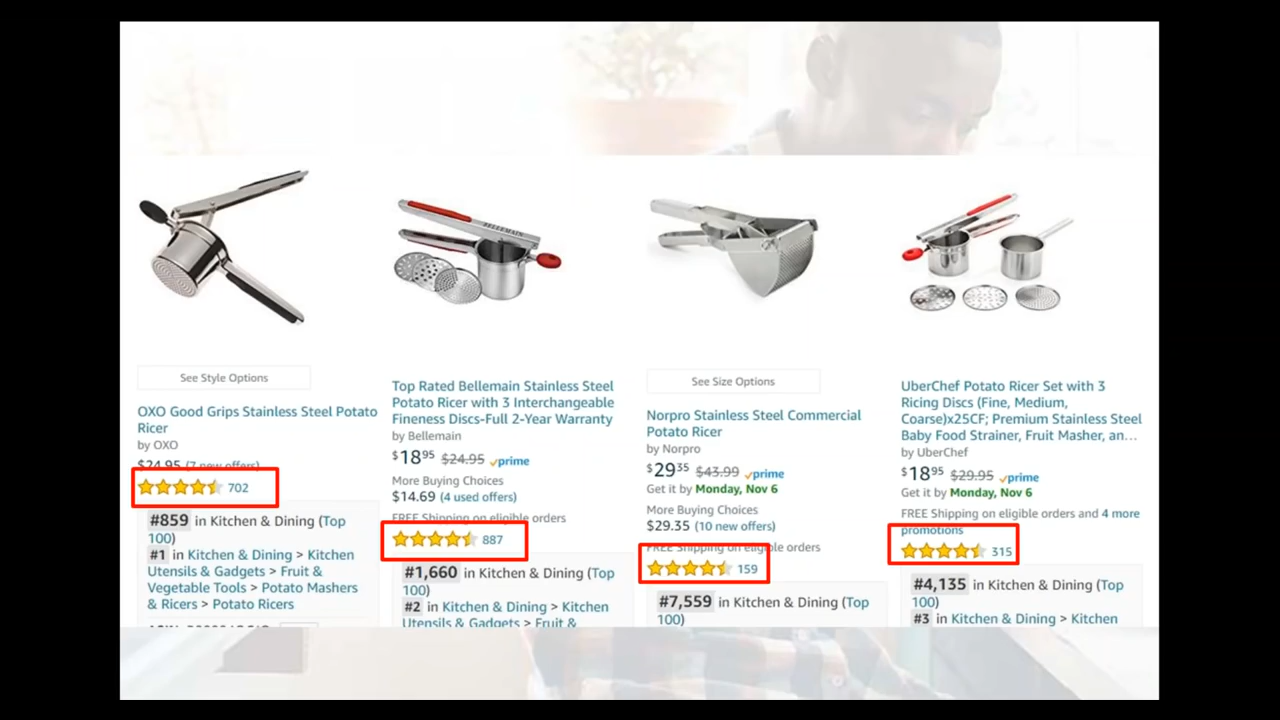 BELLEMAIN
See Style Options
OXO Good Grips Stainless Steel Potato
Ricer
by OXO
$24.95 (7 new offers)
702
#859 in Kitchen & Dining (Top
100)
#1 in Kitchen & Dining > Kitchen
Utensils & Gadgets > Fruit &
Vegetable Tools > Potato Mashers
& Ricers > Potato Ricers
Top Rated Bellemain Stainless Steel
Potato Ricer with 3 Interchangeable
Fineness Discs-Full 2-Year Warranty
by Bellemain
$18.95 $24.95 prime
More Buying Choices
$14.69 (4 used offers)
FREE Shipping on eligible orders
887
#1,660 in Kitchen & Dining (Top
100)
#2 in Kitchen & Dining > Kitchen
Utensils & Gadgets > Fruit &
See Size Options
Norpro Stainless Steel Commercial
Potato Ricer
by Norpro
$29.35 $43.99 prime
Get it by Monday, Nov 6
More Buying Choices
$29.35 (10 new offers)
FREE Shipping on eligible orders
159
#7,559 in Kitchen & Dining (Top
100)
UberChef Potato Ricer Set with 3
Ricing Discs (Fine, Medium,
Coarse)x25CF; Premium Stainless Steel
Baby Food Strainer, Fruit Masher, an...
by UberChef
$18.95 $29.95 prime
Get it by Monday, Nov 6
FREE Shipping on eligible orders and 4 more
promotions
315
#4,135 in Kitchen & Dining (Top
100)
#3 in Kitchen & Dining > Kitchen